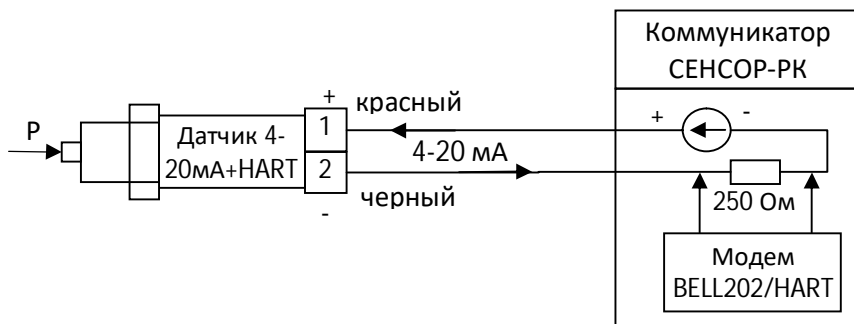 Коммуникатор
СЕНСОР-РК
P
Датчик 4-
20мА+HART
+
1
2
-
красный
4-20 мА
черный
+
-
250 Ом
Модем
BELL202/HART